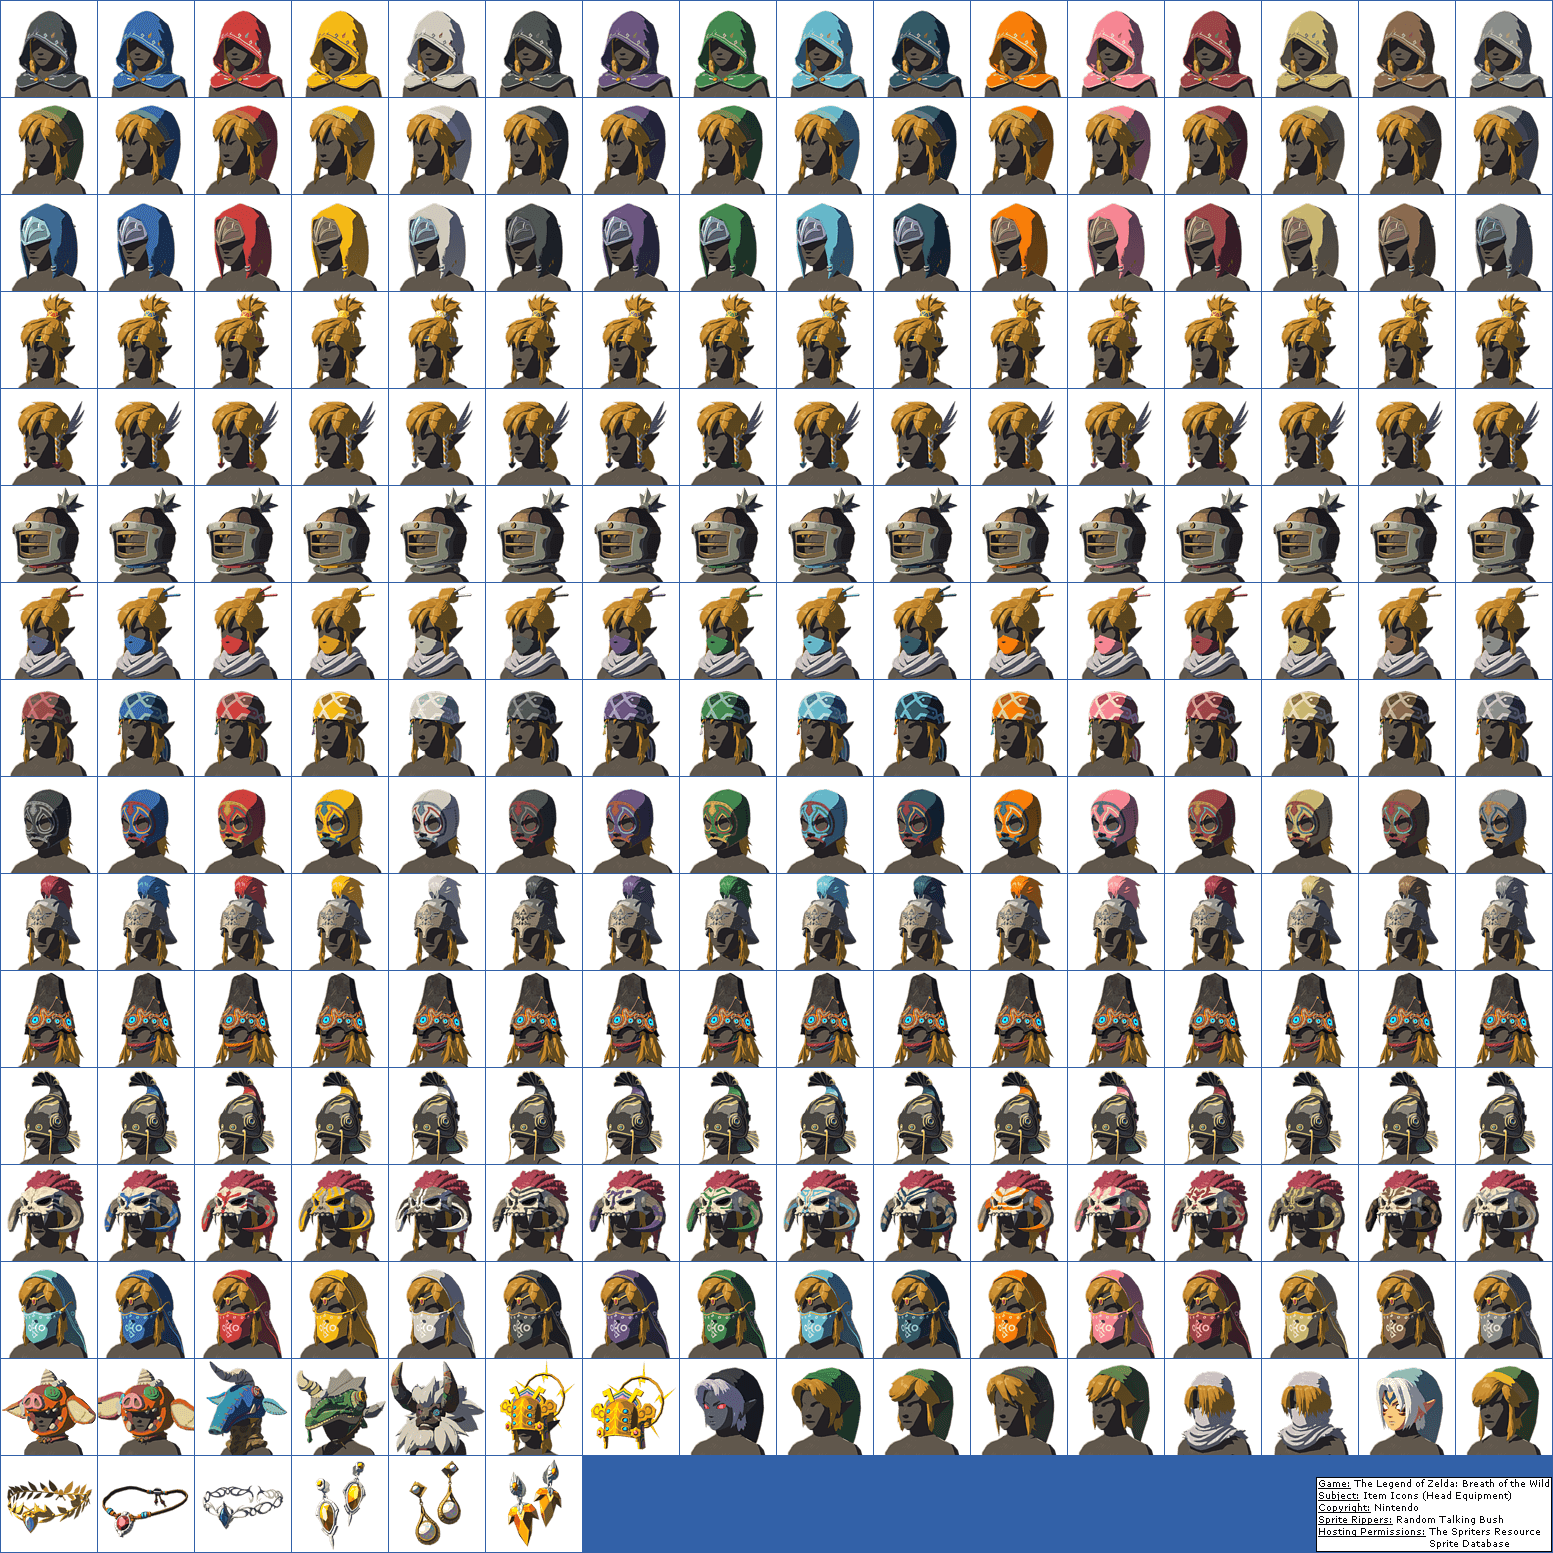 Game: The Legend of Zelda: Breath of the Wild
Subject: Item Icons (Head Equipment)
Copyright: Nintendo
Sprite Rippers: Random Talking Bush
Hosting Permissions: The Spriters Resource
Sprite Database